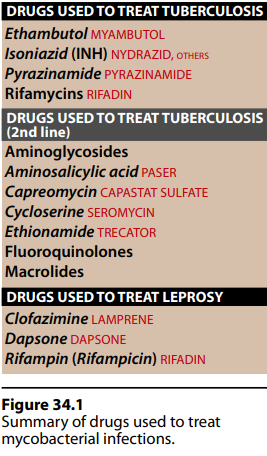 DRUGS USED TO TREAT TUBERCULOSIS
Ethambutol MYAMBUTOL
Isoniazid (INH) NYDRAZID, OTHERS
Pyrazinamide PYRAZINAMIDE
Rifamycins RIFADIN
DRUGS USED TO TREAT TUBERCULOSIS
(2nd line)
Aminoglycosides
Aminosalicylic acid PASER
Capreomycin CAPASTAT SULFATE
Cycloserine SEROMYCIN
Ethionamide TRECATOR
Fluoroquinolones
Macrolides
DRUGS USED TO TREAT LEPROSY
Clofazimine LAMPRENE
Dapsone DAPSONE
Rifampin (Rifampicin) RIFADIN
Figure 34.1
Summary of drugs used to treat
mycobacterial infections.